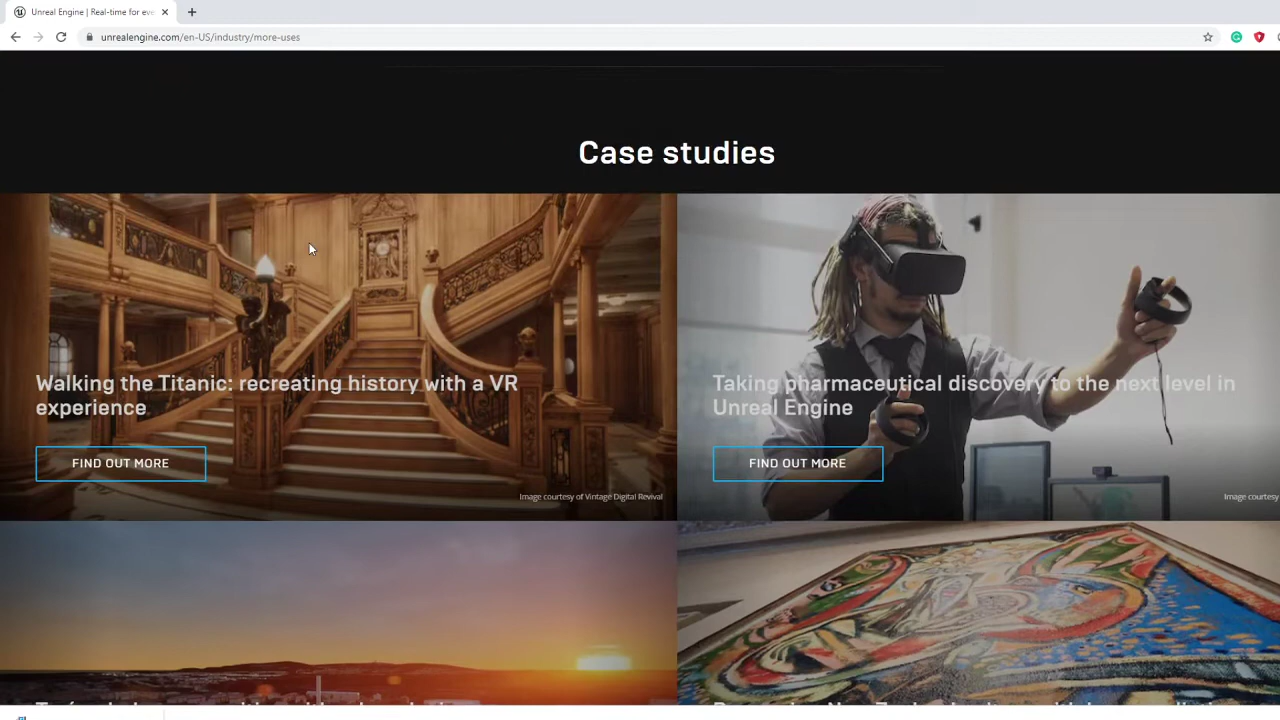 Unreal Engine | Real-time for eve
unrealengine.com/en-US/industry/more-uses
Case studies
Walking the Titanic: recreating history with a VR
experience
FIND OUT MORE
Image courtesy of Vintage Digital Revival
Taking pharmaceutical discovery to the next level in
Unreal Engine
FIND OUT MORE
Image courtesy